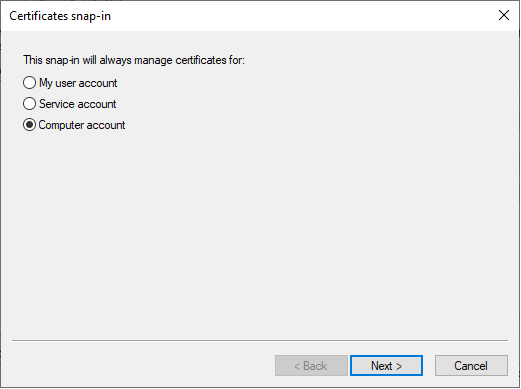 Certificates snap-in
This snap-in will always manage certificates for:
My user account
Service account
Computer account
< Back Next > Cancel